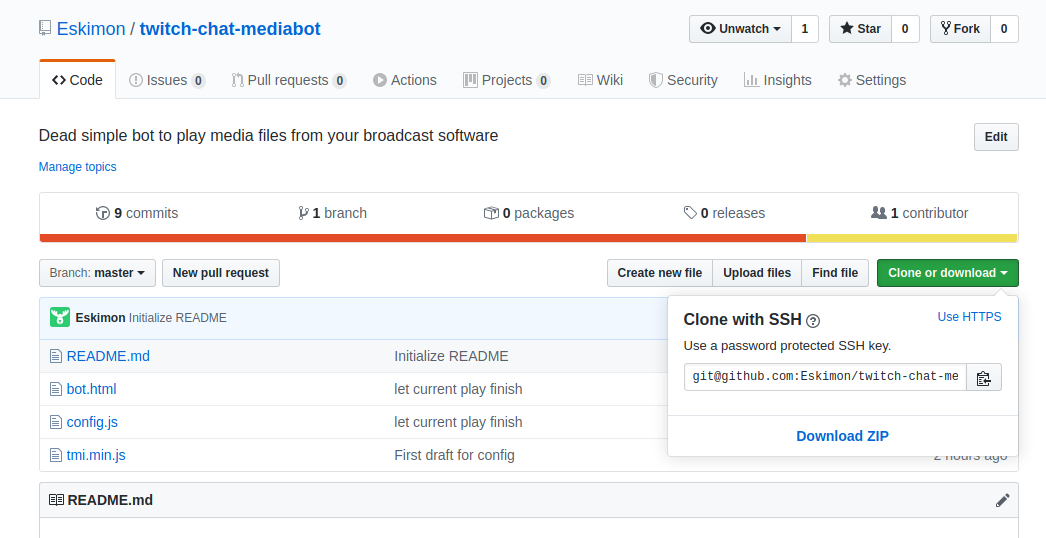 Eskimon / twitch-chat-mediabot
Unwatch 1 Star 0 Fork 0
Code Issues 0 Pull requests 0 Actions Projects 0 Wiki Security Insights Settings
Dead simple bot to play media files from your broadcast software
Edit
Manage topics
9 commits 1 branch 0 packages 0 releases 1 contributor
Branch: master New pull request Create new file Upload files Find file Clone or download
Eskimon Initialize README
README.md Initialize README
bot.html let current play finish
config.js let current play finish
tmi.min.js First draft for config 2 hours ago
Clone with SSH Use HTTPS
Use a password protected SSH key.
git@github.com:Eskimon/twitch-chat-me
Download ZIP
README.md